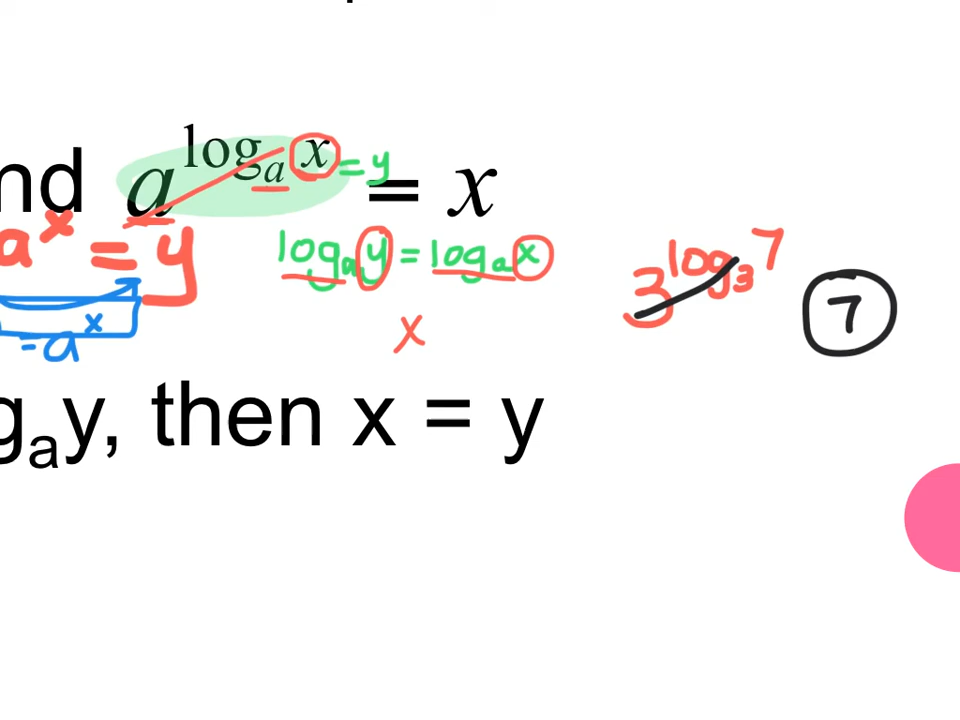 nd a^{log_a x} = y = x
a^x = y log_a y = log_a x 3^{log_3 7} 7
= a^x x
g_a y, then x = y